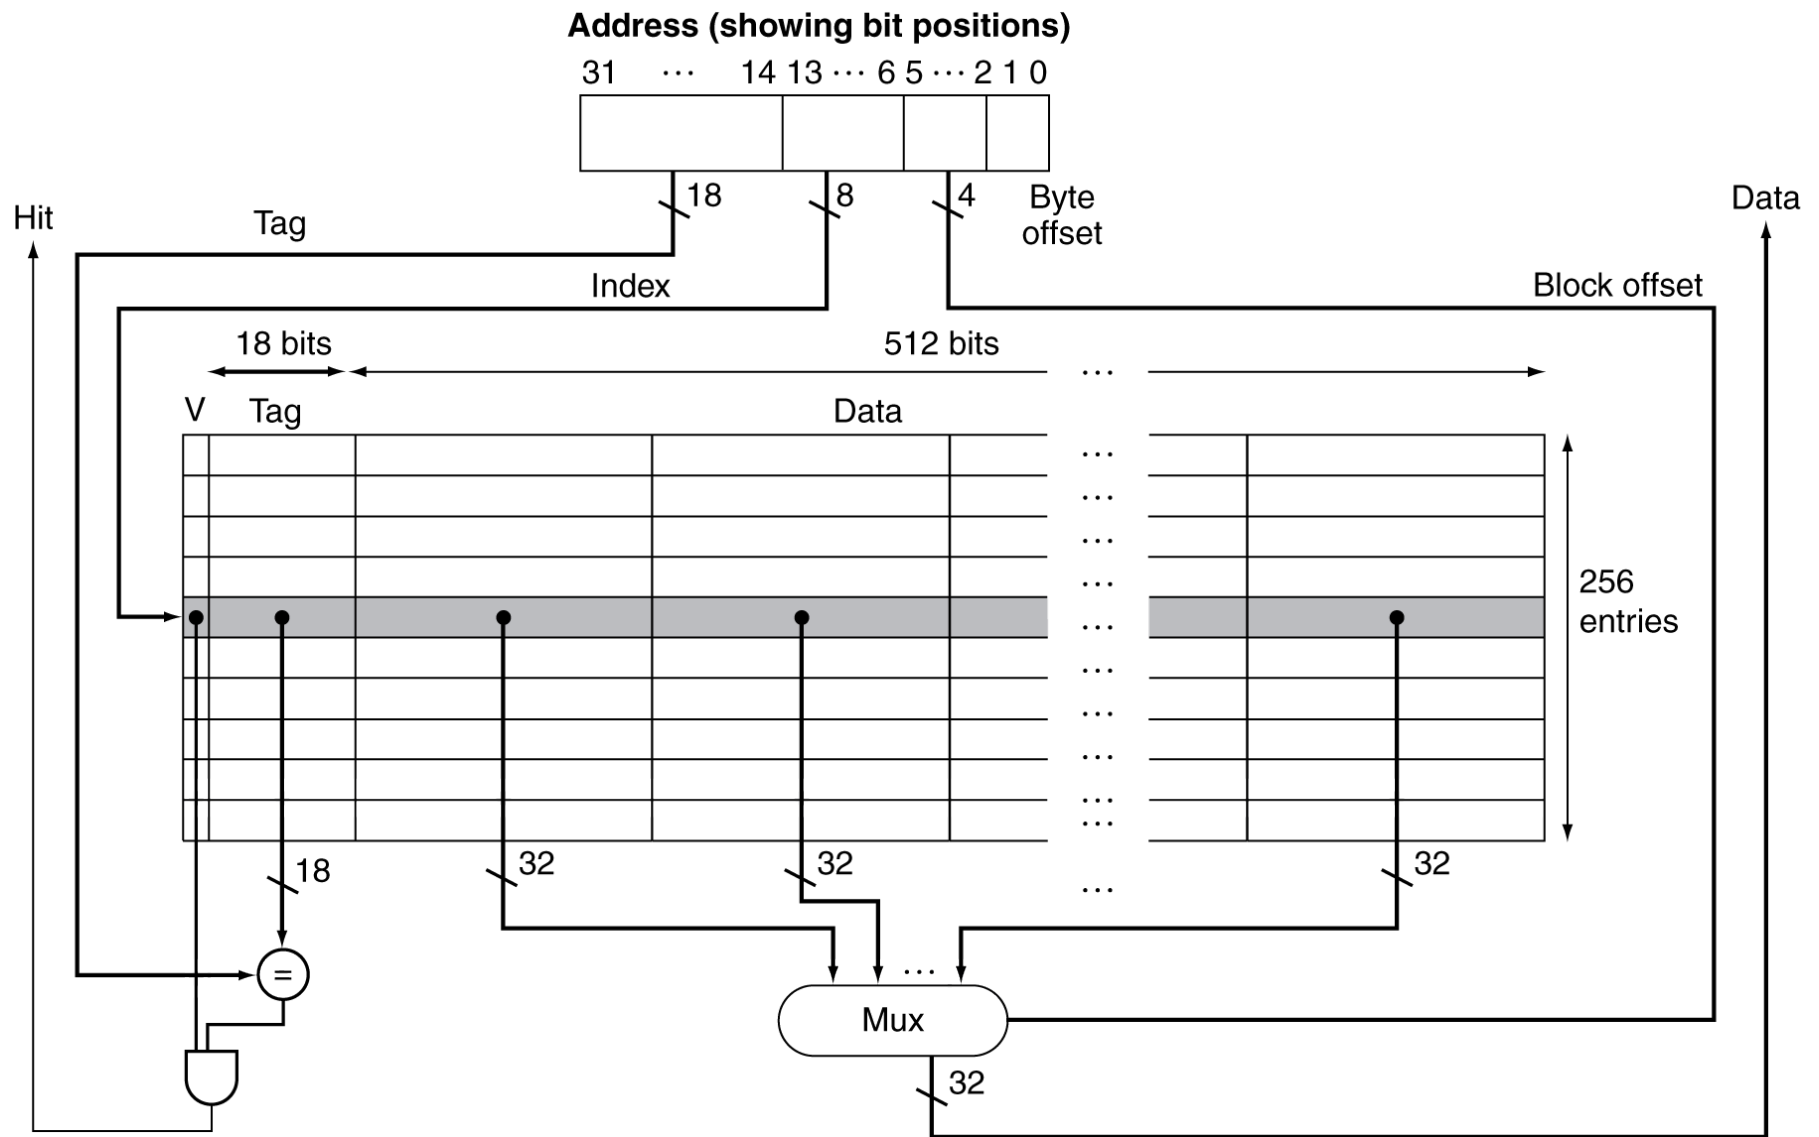 Address (showing bit positions)
31 ··· 14 13 ··· 6 5 ··· 2 1 0
18 8 4 Byte offset
Hit
Tag
Data
Index
Block offset
18 bits
512 bits
···
V Tag Data
···
···
···
···
···
···
···
···
···
···
256
entries
18
32
32
···
32
=
···
Mux
32